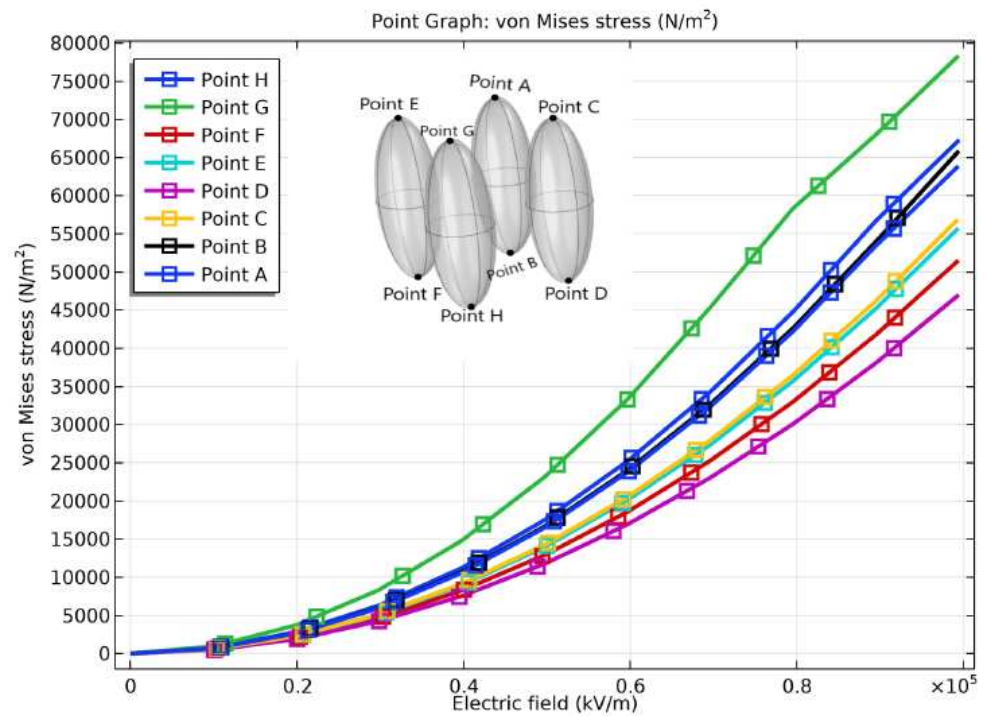 Point Graph: von Mises stress (N/m²)
80000
75000
70000
65000
60000
55000
50000
45000
40000
35000
30000
25000
20000
15000
10000
5000
0
von Mises stress (N/m²)
Point H
Point G
Point F
Point E
Point D
Point C
Point B
Point A
Point A
Point E
Point C
Point G
Point B
Point F
Point D
Point H
0 0.2 0.4 0.6 0.8 ×10⁵
Electric field (kV/m)